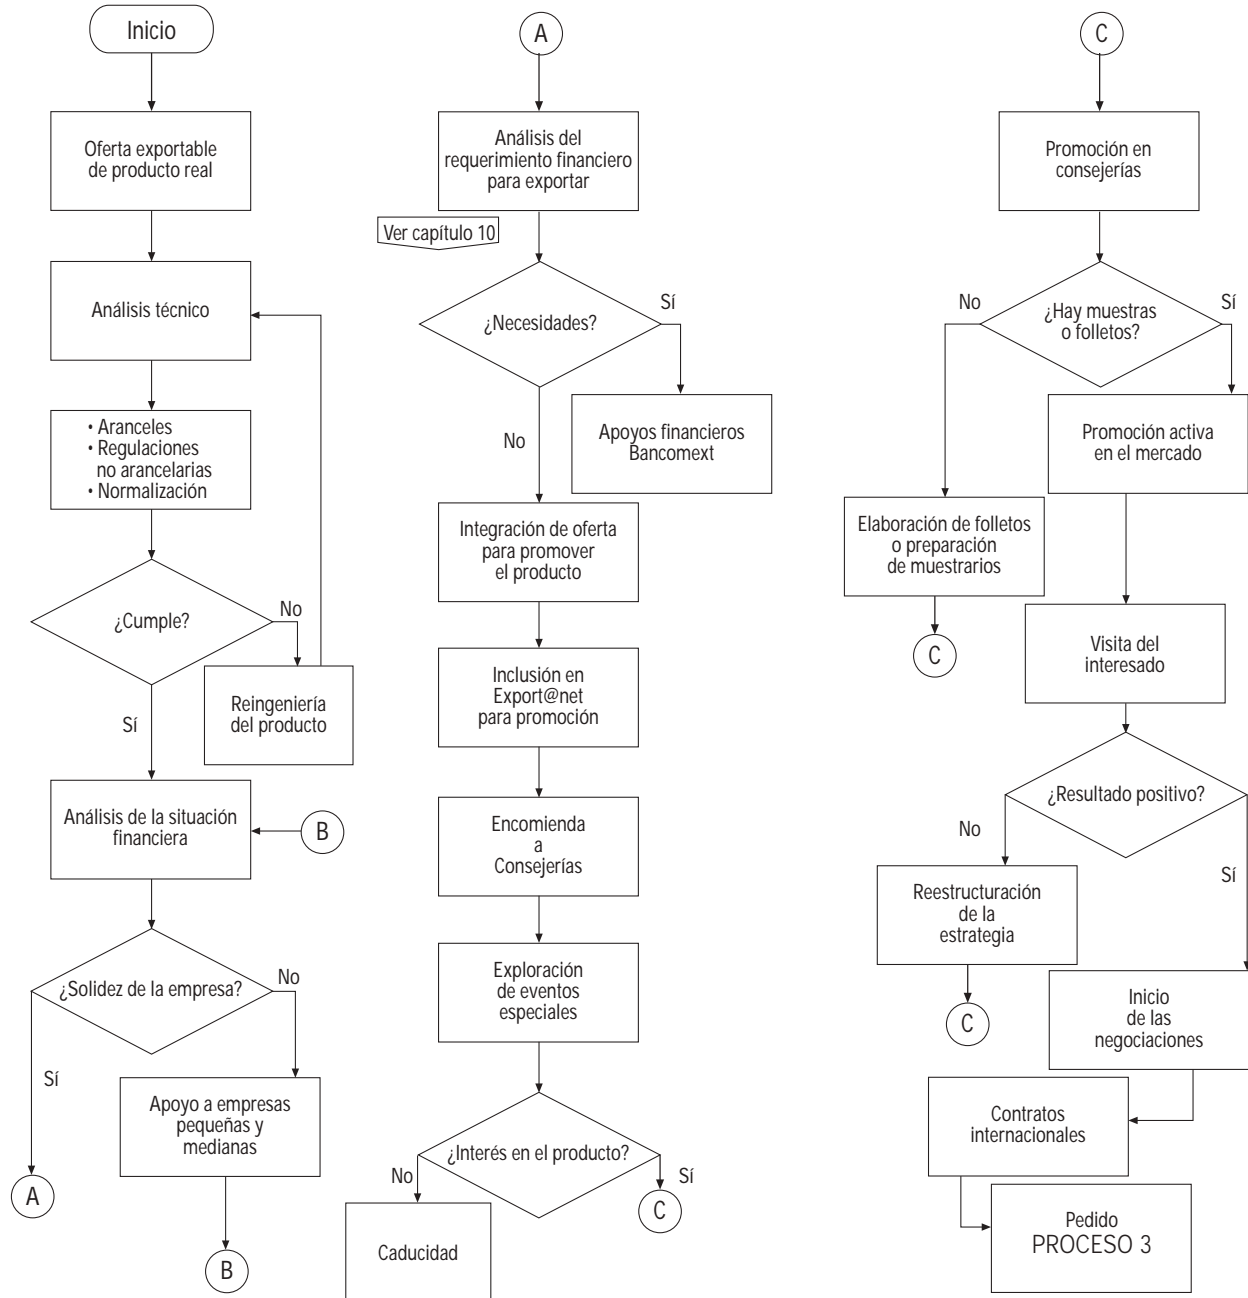 Inicio
Oferta exportable
de producto real
Análisis técnico
• Aranceles
• Regulaciones
no arancelarias
• Normalización
¿Cumple?
No
Reingeniería
del producto
Sí
Análisis de la situación
financiera
B
¿Solidez de la empresa?
No
Sí
Apoyo a empresas
pequeñas y
medianas
A
B
A
Análisis del
requerimiento financiero
para exportar
Ver capítulo 10
¿Necesidades?
Sí
Apoyos financieros
Bancomext
No
Integración de oferta
para promover
el producto
Inclusión en
Export@net
para promoción
Encomienda
a
Consejerías
Exploración
de eventos
especiales
¿Interés en el producto?
No
Sí
C
Caducidad
C
Promoción en
consejerías
No
¿Hay muestras
o folletos?
Sí
Promoción activa
en el mercado
Elaboración de folletos
o preparación
de muestrarios
C
Visita del
interesado
¿Resultado positivo?
No
Sí
Reestructuración
de la
estrategia
C
Inicio
de las
negociaciones
Contratos
internacionales
Pedido
PROCESO 3